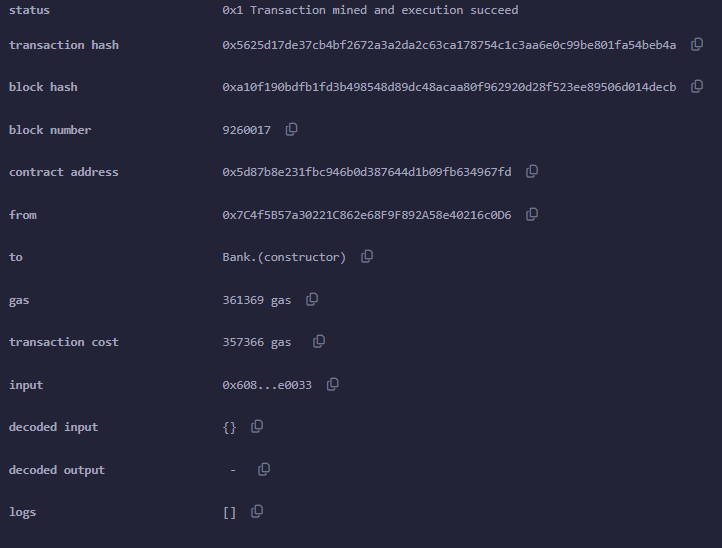 status 0x1 Transaction mined and execution succeed
transaction hash 0x5625d17de37cb4bf2672a3a2da2c63ca178754c1c3aa6e0c99be801fa54beb4a
block hash 0xa10f190bdfb1fd3b498548d89dc48acaa80f962920d28f523ee89506d014decb
block number 9260017
contract address 0x5d87b8e231fbc946b0d387644d1b09fb634967fd
from 0x7C4f5B57a30221C862e68F9F892A58e40216c0D6
to Bank.(constructor)
gas 361369 gas
transaction cost 357366 gas
input 0x608...e0033
decoded input {}
decoded output -
logs []